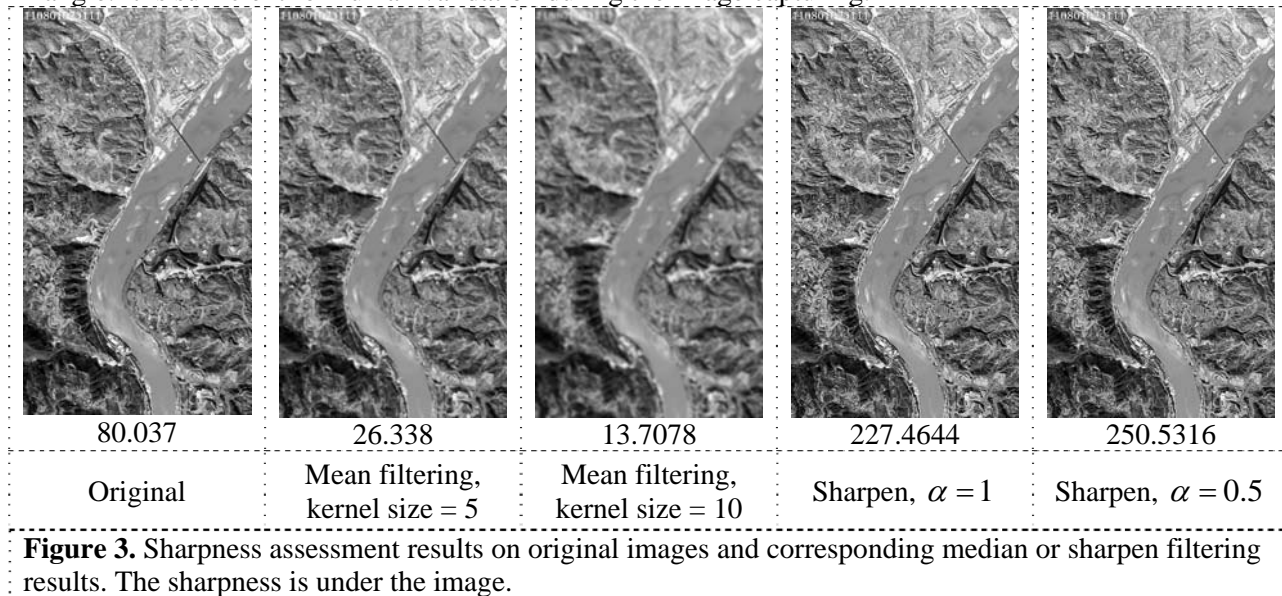 80.037
26.338
13.7078
227.4644
250.5316
Original
Mean filtering,
kernel size = 5
Mean filtering,
kernel size = 10
Sharpen, α = 1
Sharpen, α = 0.5
Figure 3. Sharpness assessment results on original images and corresponding median or sharpen filtering
results. The sharpness is under the image.